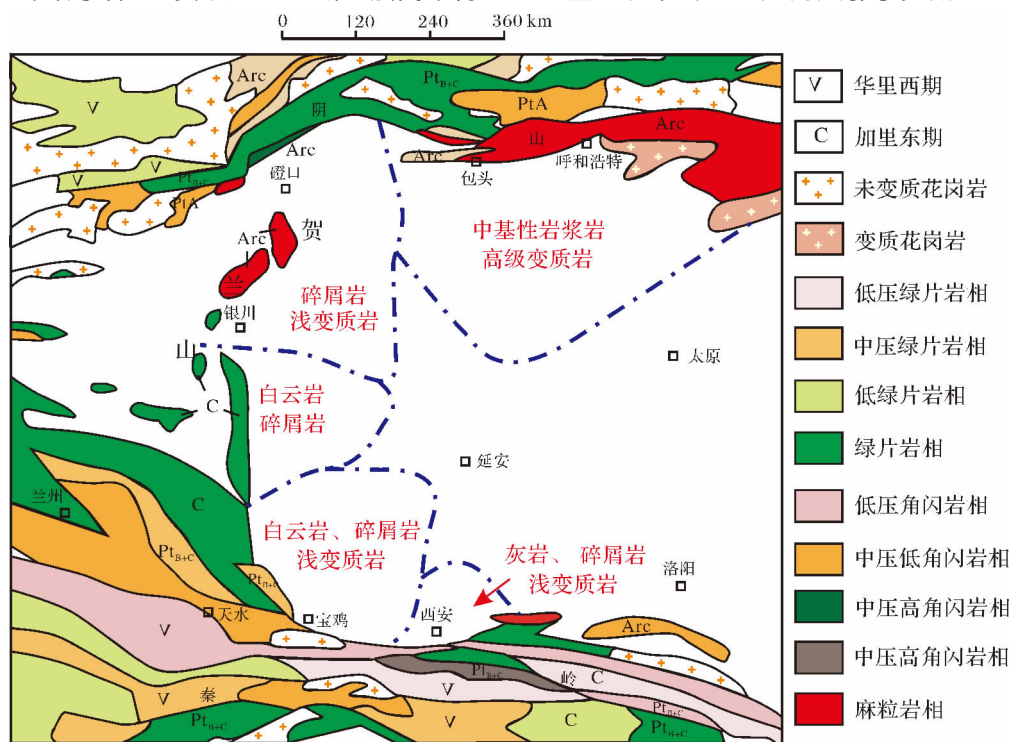 0 120 240 360 km
Arc
V
Pt_{B+C}
阴
PtA
Arc
山
Arc
Arc
包头
呼和浩特
V
V
Pt_{B+C}
PtA
磴口
Arc
贺
兰
中基性岩浆岩
高级变质岩
碎屑岩
浅变质岩
银川
山
太原
C
白云岩
碎屑岩
延安
兰州
C
Pt_{B+C}
白云岩、碎屑岩
浅变质岩
灰岩、碎屑岩
浅变质岩
洛阳
天水
宝鸡
西安
Arc
V
岭
C
V
秦
V
V
C
Pt_{B+C}
Pt_{B+C}
Pt_{B+C}
V 华里西期
C 加里东期
未变质花岗岩
变质花岗岩
低压绿片岩相
中压绿片岩相
低绿片岩相
绿片岩相
低压角闪岩相
中压低角闪岩相
中压高角闪岩相
中压高角闪岩相
麻粒岩相